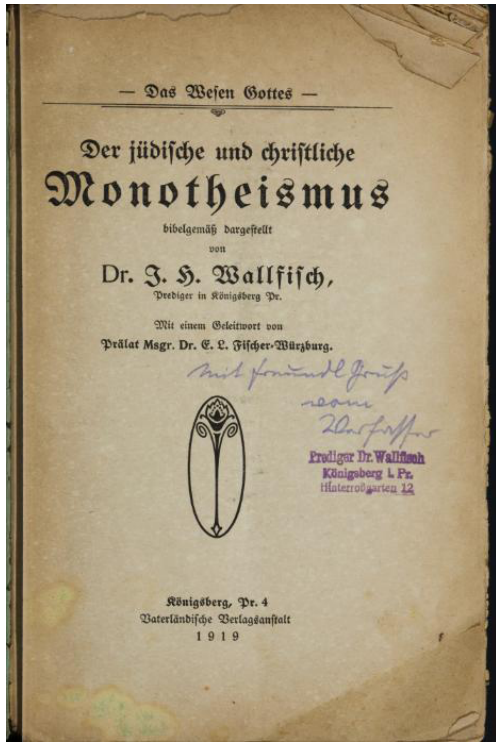 — Das Wesen Gottes —
Der jüdische und christliche
Monotheismus
bibelgemäß dargestellt
von
Dr. J. H. Wallfisch,
Prediger in Königsberg Pr.
Mit einem Geleitwort von
Prälat Msgr. Dr. E. L. Fischer-Würzburg.
Mit freundl Gruß
vom
Verfasser
Prediger Dr. Wallfisch
Königsberg i. Pr.
Hinterroßgarten 12
Königsberg, Pr. 4
Vaterländische Verlagsanstalt
1919